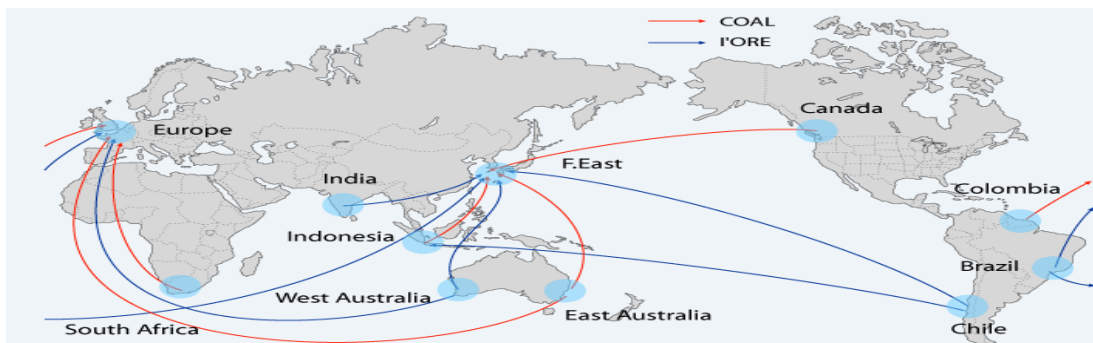 COAL
I'ORE
Canada
Europe
F.East
India
Colombia
Indonesia
Brazil
West Australia
East Australia
South Africa
Chile